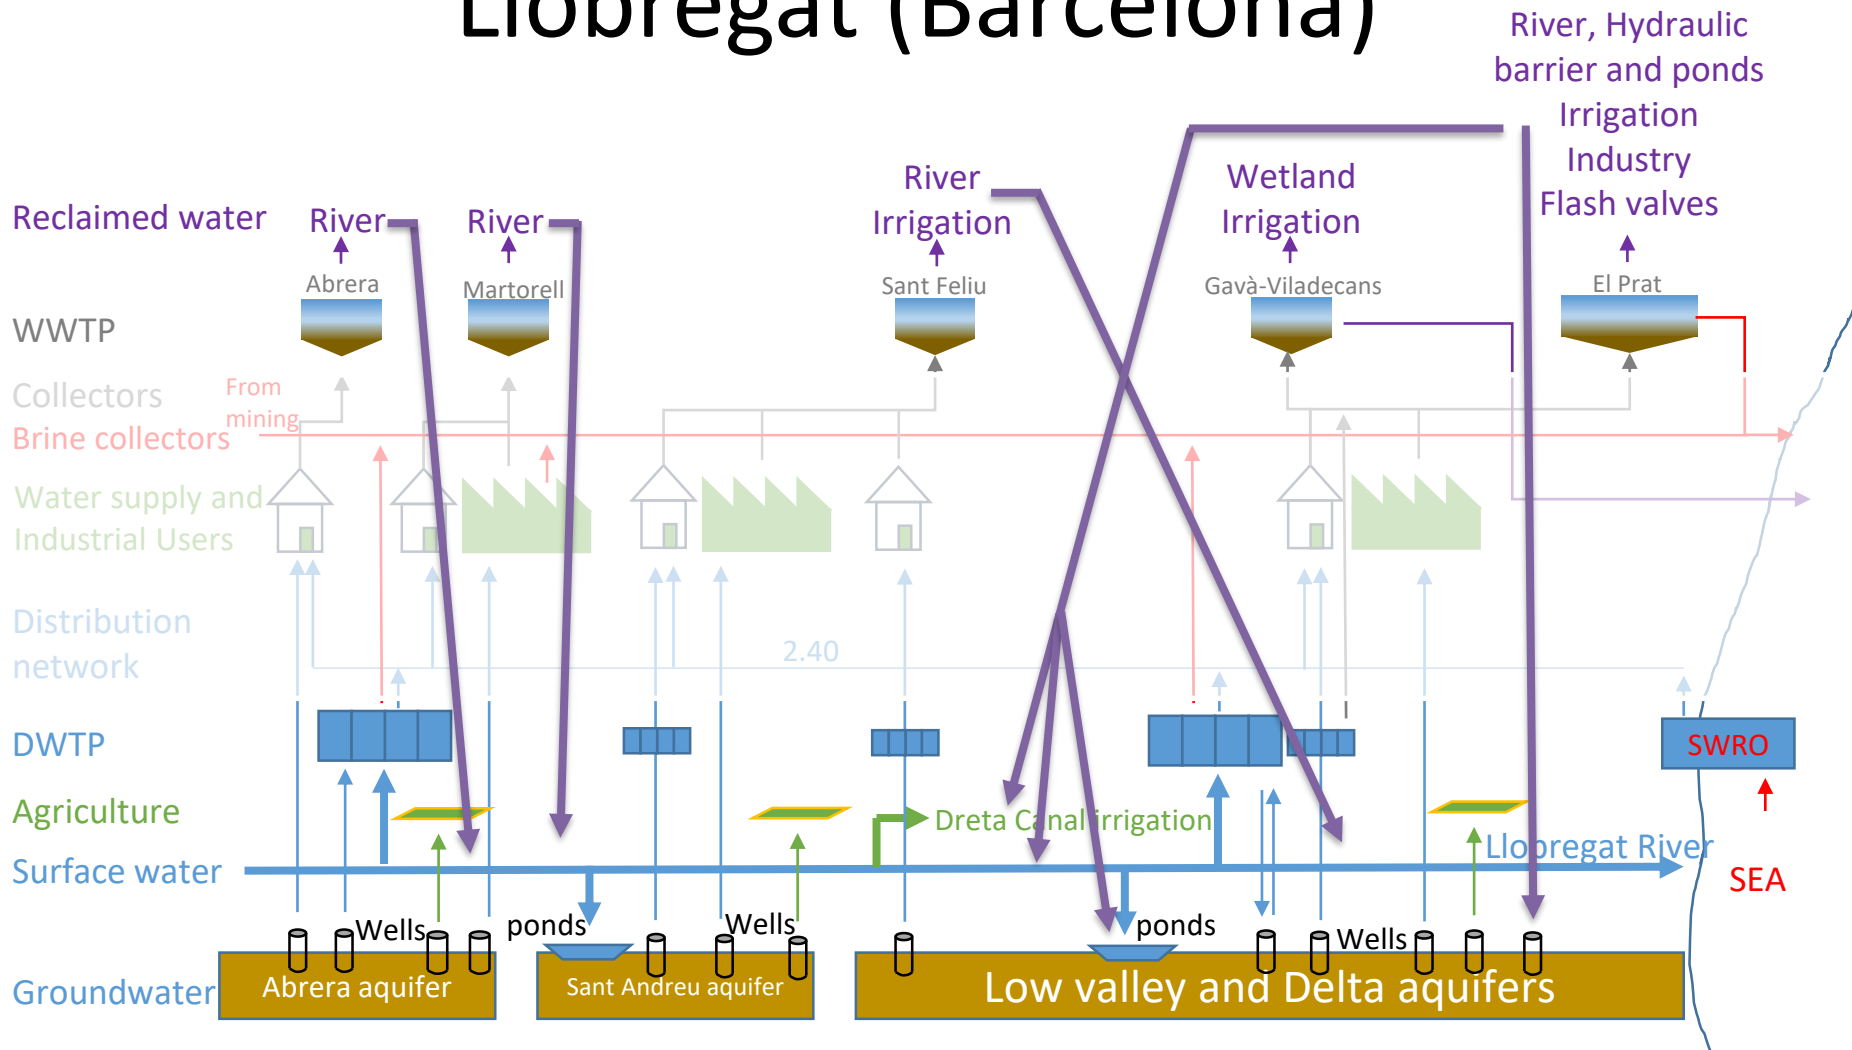 Llobregat (Barcelona)
River, Hydraulic
barrier and ponds
Irrigation
Industry
Flash valves
Reclaimed water
River
River
River
Irrigation
Wetland
Irrigation
Abrera
Martorell
Sant Feliu
Gavà-Viladecans
El Prat
WWTP
Collectors
From
mining
Brine collectors
Water supply and
Industrial Users
Distribution
network
2.40
DWTP
SWRO
Agriculture
Dreta Canal irrigation
Surface water
Llobregat River
SEA
Wells
ponds
Wells
ponds
Wells
Groundwater
Abrera aquifer
Sant Andreu aquifer
Low valley and Delta aquifers